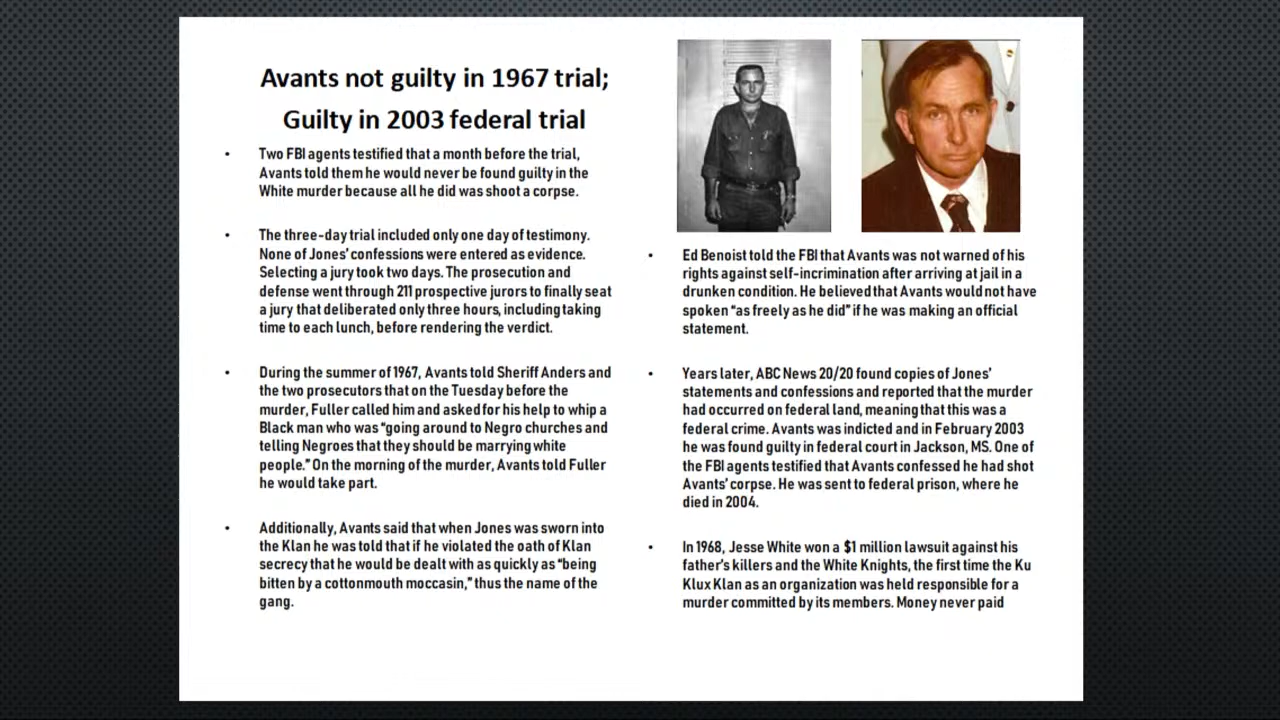 Avants not guilty in 1967 trial;
Guilty in 2003 federal trial
• Two FBI agents testified that a month before the trial,
Avants told them he would never be found guilty in the
White murder because all he did was shoot a corpse.
• The three-day trial included only one day of testimony.
None of Jones' confessions were entered as evidence.
Selecting a jury took two days. The prosecution and
defense went through 211 prospective jurors to finally seat
a jury that deliberated only three hours, including taking
time to each lunch, before rendering the verdict.
• During the summer of 1967, Avants told Sheriff Anders and
the two prosecutors that on the Tuesday before the
murder, Fuller called him and asked for his help to whip a
Black man who was "going around to Negro churches and
telling Negroes that they should be marrying white
people." On the morning of the murder, Avants told Fuller
he would take part.
• Additionally, Avants said that when Jones was sworn into
the Klan he was told that if he violated the oath of Klan
secrecy that he would be dealt with as quickly as "being
bitten by a cottonmouth moccasin," thus the name of the
gang.
• Ed Benoist told the FBI that Avants was not warned of his
rights against self-incrimination after arriving at jail in a
drunken condition. He believed that Avants would not have
spoken "as freely as he did" if he was making an official
statement.
• Years later, ABC News 20/20 found copies of Jones'
statements and confessions and reported that the murder
had occurred on federal land, meaning that this was a
federal crime. Avants was indicted and in February 2003
he was found guilty in federal court in Jackson, MS. One of
the FBI agents testified that Avants confessed he had shot
Avants' corpse. He was sent to federal prison, where he
died in 2004.
• In 1968, Jesse White won a $1 million lawsuit against his
father's killers and the White Knights, the first time the Ku
Klux Klan as an organization was held responsible for a
murder committed by its members. Money never paid